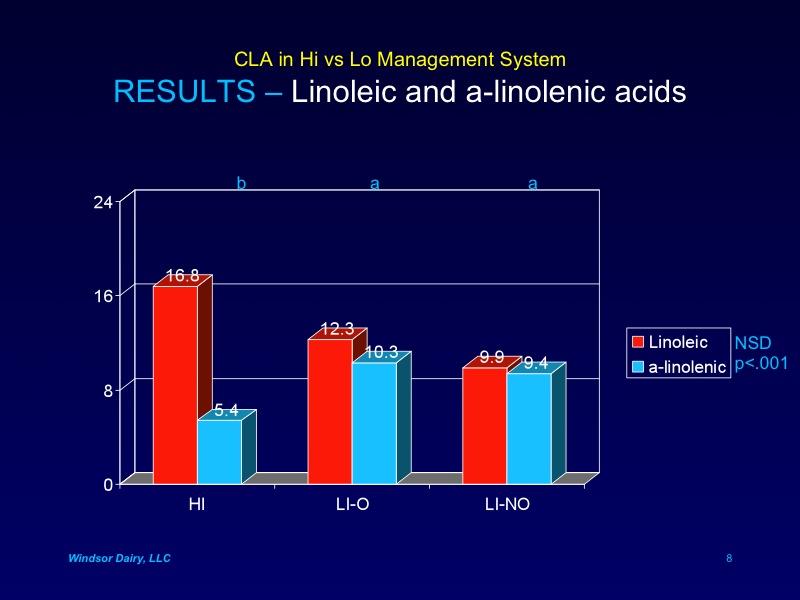 CLA in Hi vs Lo Management System
RESULTS – Linoleic and a-linolenic acids
b a a
24
16
8
0
16.8
5.4
12.3
10.3
9.9
9.4
HI LI-O LI-NO
Linoleic NSD
a-linolenic p<.001
Windsor Dairy, LLC 8